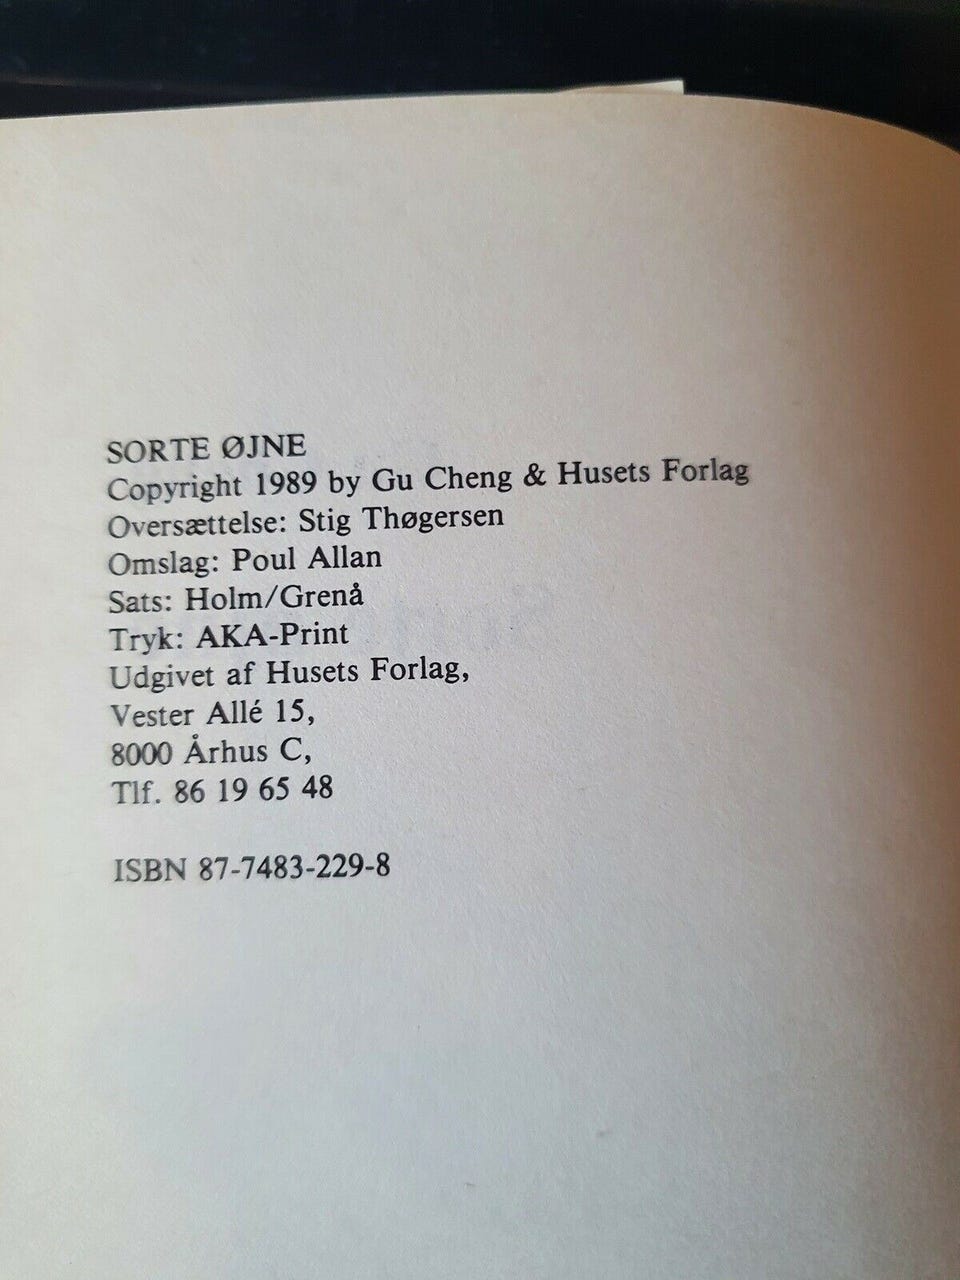 SORTE ØJNE
Copyright 1989 by Gu Cheng & Husets Forlag
Oversættelse: Stig Thøgersen
Omslag: Poul Allan
Sats: Holm/Grenå
Tryk: AKA-Print
Udgivet af Husets Forlag,
Vester Allé 15,
8000 Århus C,
Tlf. 86 19 65 48
ISBN 87-7483-229-8